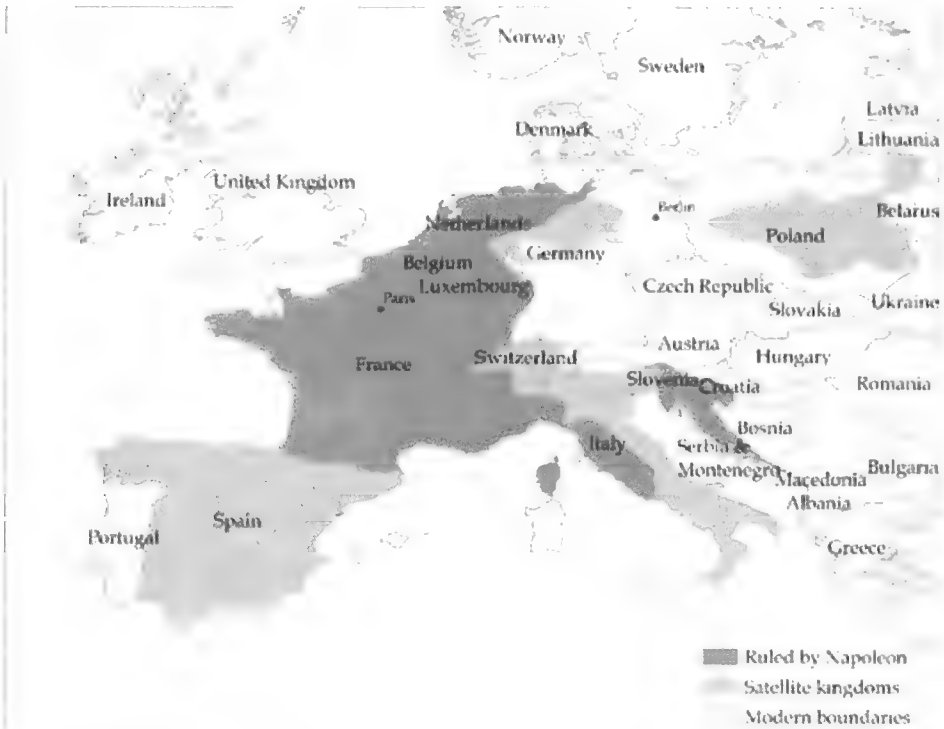 Norway
Sweden
Latvia
Denmark
Lithuania
United Kingdom
Ireland
Berlin
Belarus
Netherlands
Poland
Germany
Belgium
Luxembourg
Czech Republic
Paris
Slovakia
Ukraine
Austria
Switzerland
Hungary
France
Slovenia
Croatia
Romania
Bosnia
Italy
Serbia &
Montenegro
Bulgaria
Macedonia
Albania
Spain
Portugal
Greece
Ruled by Napoleon
Satellite kingdoms
Modern boundaries